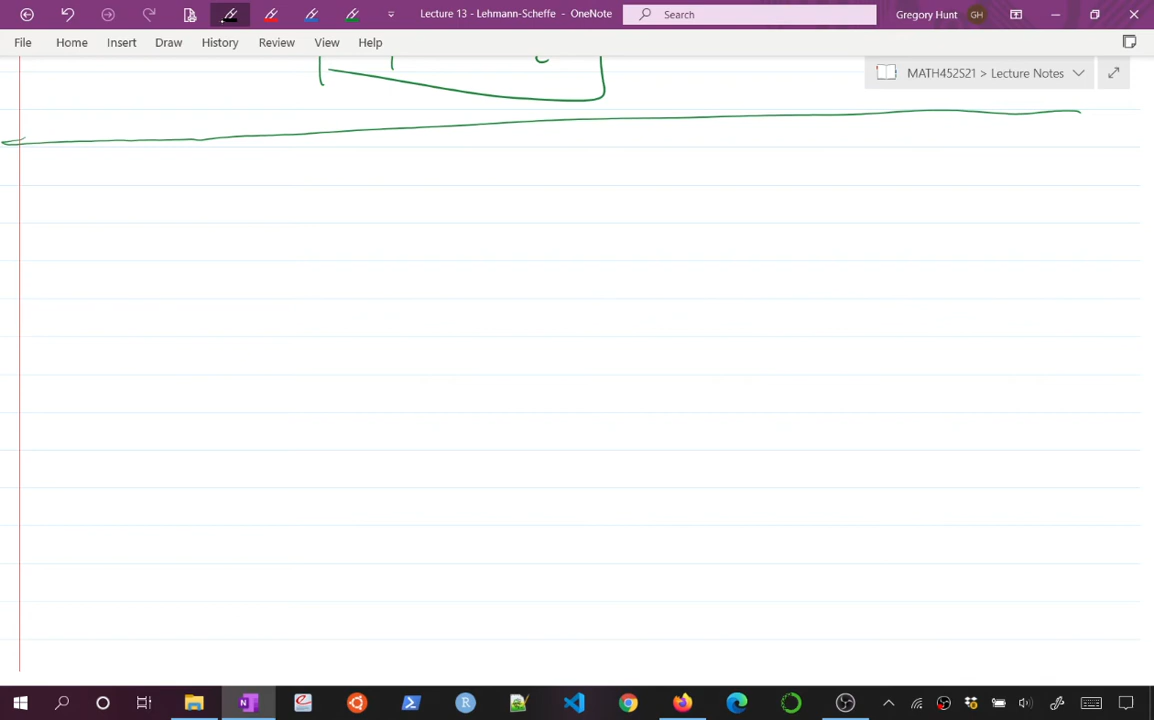 Lecture 13 - Lehmann-Scheffe - OneNote
Search
Gregory Hunt
GH
File Home Insert Draw History Review View Help
MATH452S21 > Lecture Notes